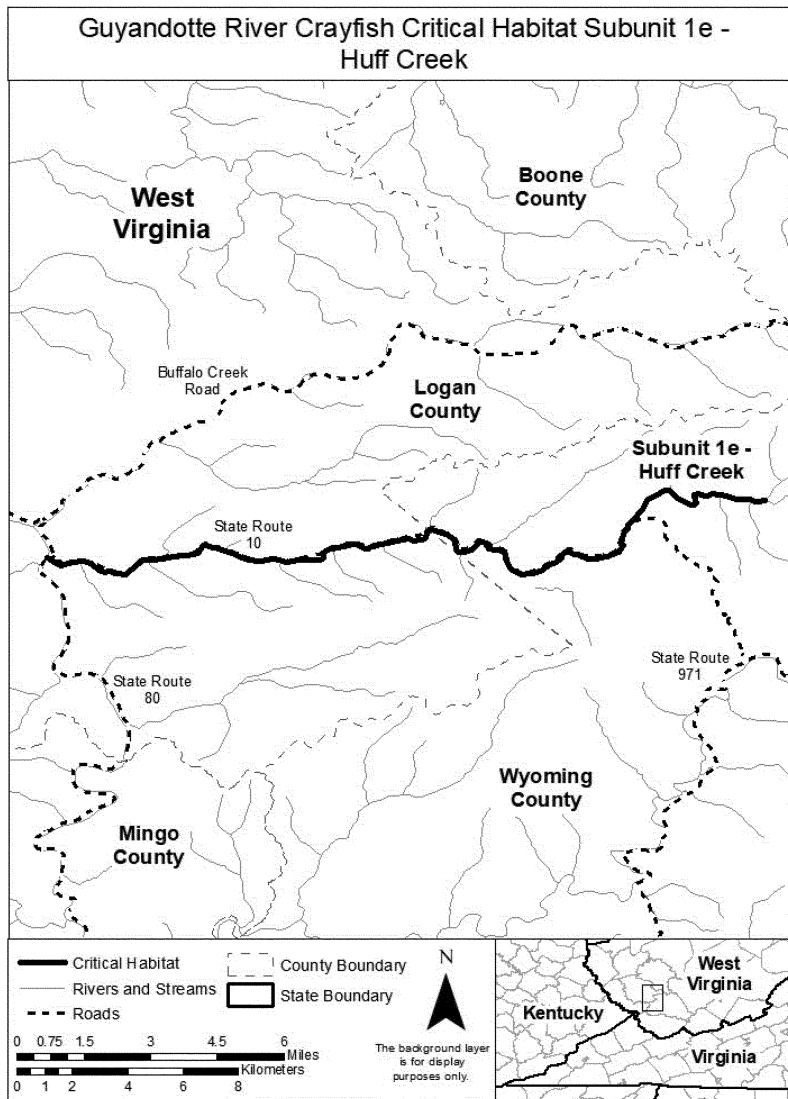 Guyandotte River Crayfish Critical Habitat Subunit 1e -
Huff Creek
West
Virginia
Boone
County
Buffalo Creek
Road
Logan
County
Subunit 1e -
Huff Creek
State Route
10
State Route
80
State Route
971
Wyoming
County
Mingo
County
Critical Habitat
Rivers and Streams
Roads
County Boundary
State Boundary
N
The background layer
is for display
purposes only.
0 0.75 1.5 3 4.5 6
Miles
Kilometers
0 1 2 4 6 8
West
Virginia
Kentucky
Virginia